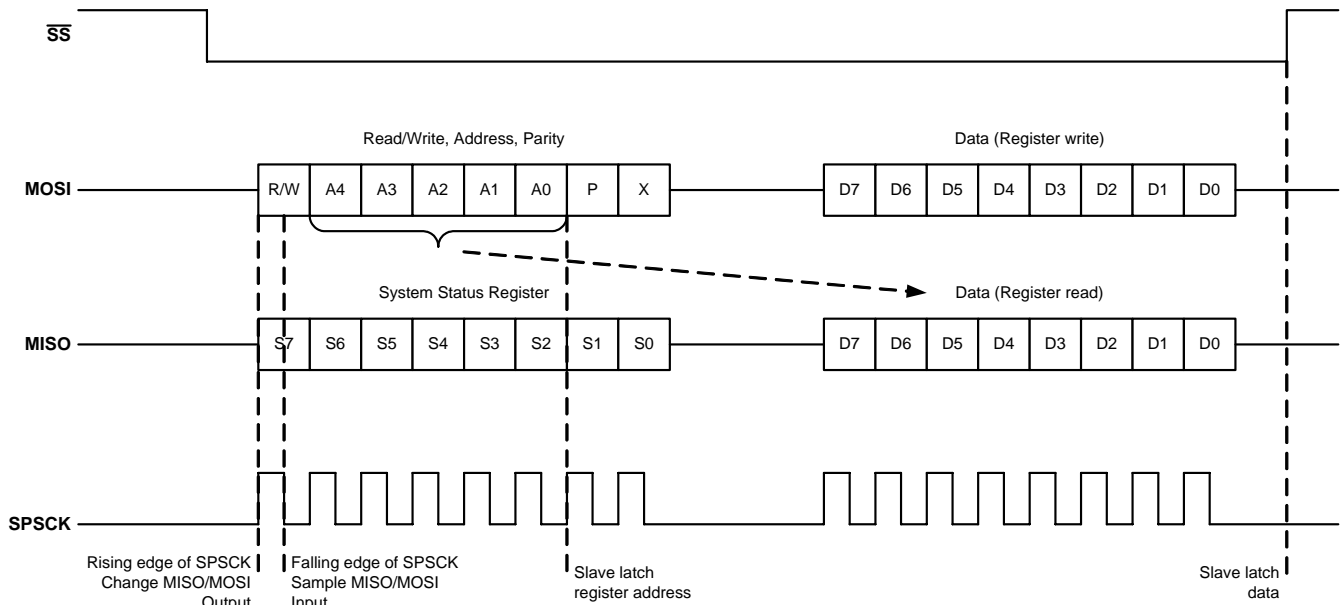 SS
Read/Write, Address, Parity
Data (Register write)
MOSI
R/W A4 A3 A2 A1 A0 P X
D7 D6 D5 D4 D3 D2 D1 D0
System Status Register
Data (Register read)
MISO
S7 S6 S5 S4 S3 S2 S1 S0
D7 D6 D5 D4 D3 D2 D1 D0
SPSCK
Rising edge of SPSCK
Change MISO/MOSI
Output
Falling edge of SPSCK
Sample MISO/MOSI
Input
Slave latch
register address
Slave latch
data